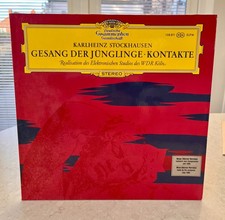 Deutsche
Grammophon
Gesellschaft
KARLHEINZ STOCKHAUSEN
GESANG DER JÜNGLINGE · KONTAKTE
Realisation des Elektronischen Studios des WDR Köln
STEREO